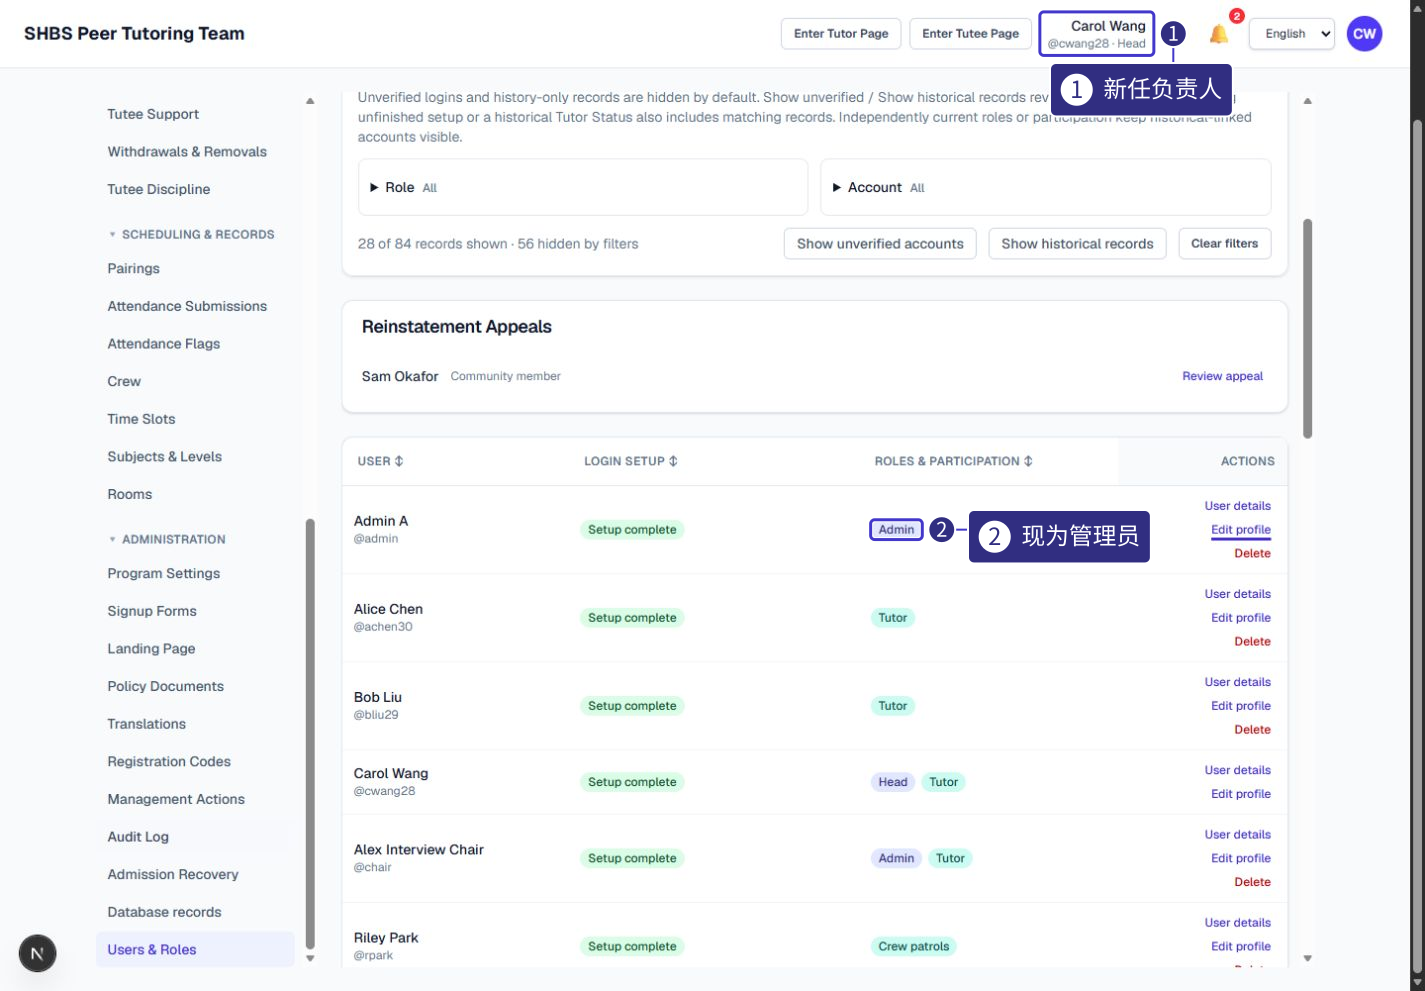 SHBS Peer Tutoring Team
Enter Tutor Page
Enter Tutee Page
Carol Wang
@cwang28 · Head
1
2
English
CW
1 新任负责人
Tutee Support
Withdrawals & Removals
Tutee Discipline
SCHEDULING & RECORDS
Pairings
Attendance Submissions
Attendance Flags
Crew
Time Slots
Subjects & Levels
Rooms
ADMINISTRATION
Program Settings
Signup Forms
Landing Page
Policy Documents
Translations
Registration Codes
Management Actions
Audit Log
Admission Recovery
Database records
Users & Roles
N
Unverified logins and history-only records are hidden by default. Show unverified / Show historical records
unfinished setup or a historical Tutor Status also includes matching records. Independently current roles or participation keep historical-linked
accounts visible.
Role All
Account All
28 of 84 records shown · 56 hidden by filters
Show unverified accounts
Show historical records
Clear filters
Reinstatement Appeals
Sam Okafor Community member
Review appeal
USER
LOGIN SETUP
ROLES & PARTICIPATION
ACTIONS
Admin A
@admin
Setup complete
Admin
2
2 现为管理员
User details
Edit profile
Delete
Alice Chen
@achen30
Setup complete
Tutor
User details
Edit profile
Delete
Bob Liu
@bliu29
Setup complete
Tutor
User details
Edit profile
Delete
Carol Wang
@cwang28
Setup complete
Head Tutor
User details
Edit profile
Alex Interview Chair
@chair
Setup complete
Admin Tutor
User details
Edit profile
Delete
Riley Park
@rpark
Setup complete
Crew patrols
User details
Edit profile